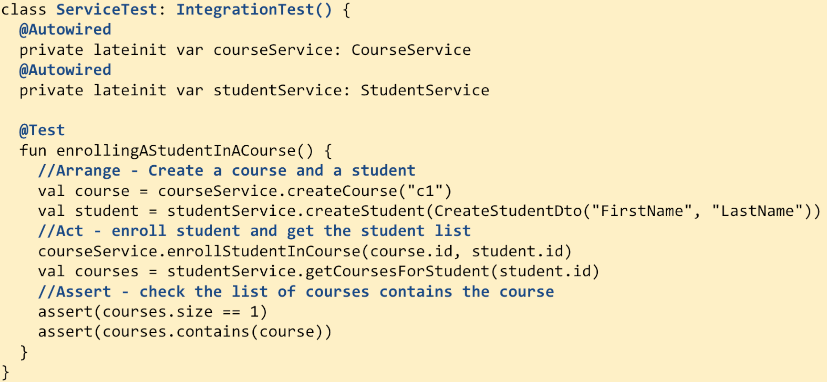 class ServiceTest: IntegrationTest() {
  @Autowired
  private lateinit var courseService: CourseService
  @Autowired
  private lateinit var studentService: StudentService

  @Test
  fun enrollingAStudentInACourse() {
    //Arrange - Create a course and a student
    val course = courseService.createCourse("c1")
    val student = studentService.createStudent(CreateStudentDto("FirstName", "LastName"))
    //Act - enroll student and get the student list
    courseService.enrollStudentInCourse(course.id, student.id)
    val courses = studentService.getCoursesForStudent(student.id)
    //Assert - check the list of courses contains the course
    assert(courses.size == 1)
    assert(courses.contains(course))
  }
}